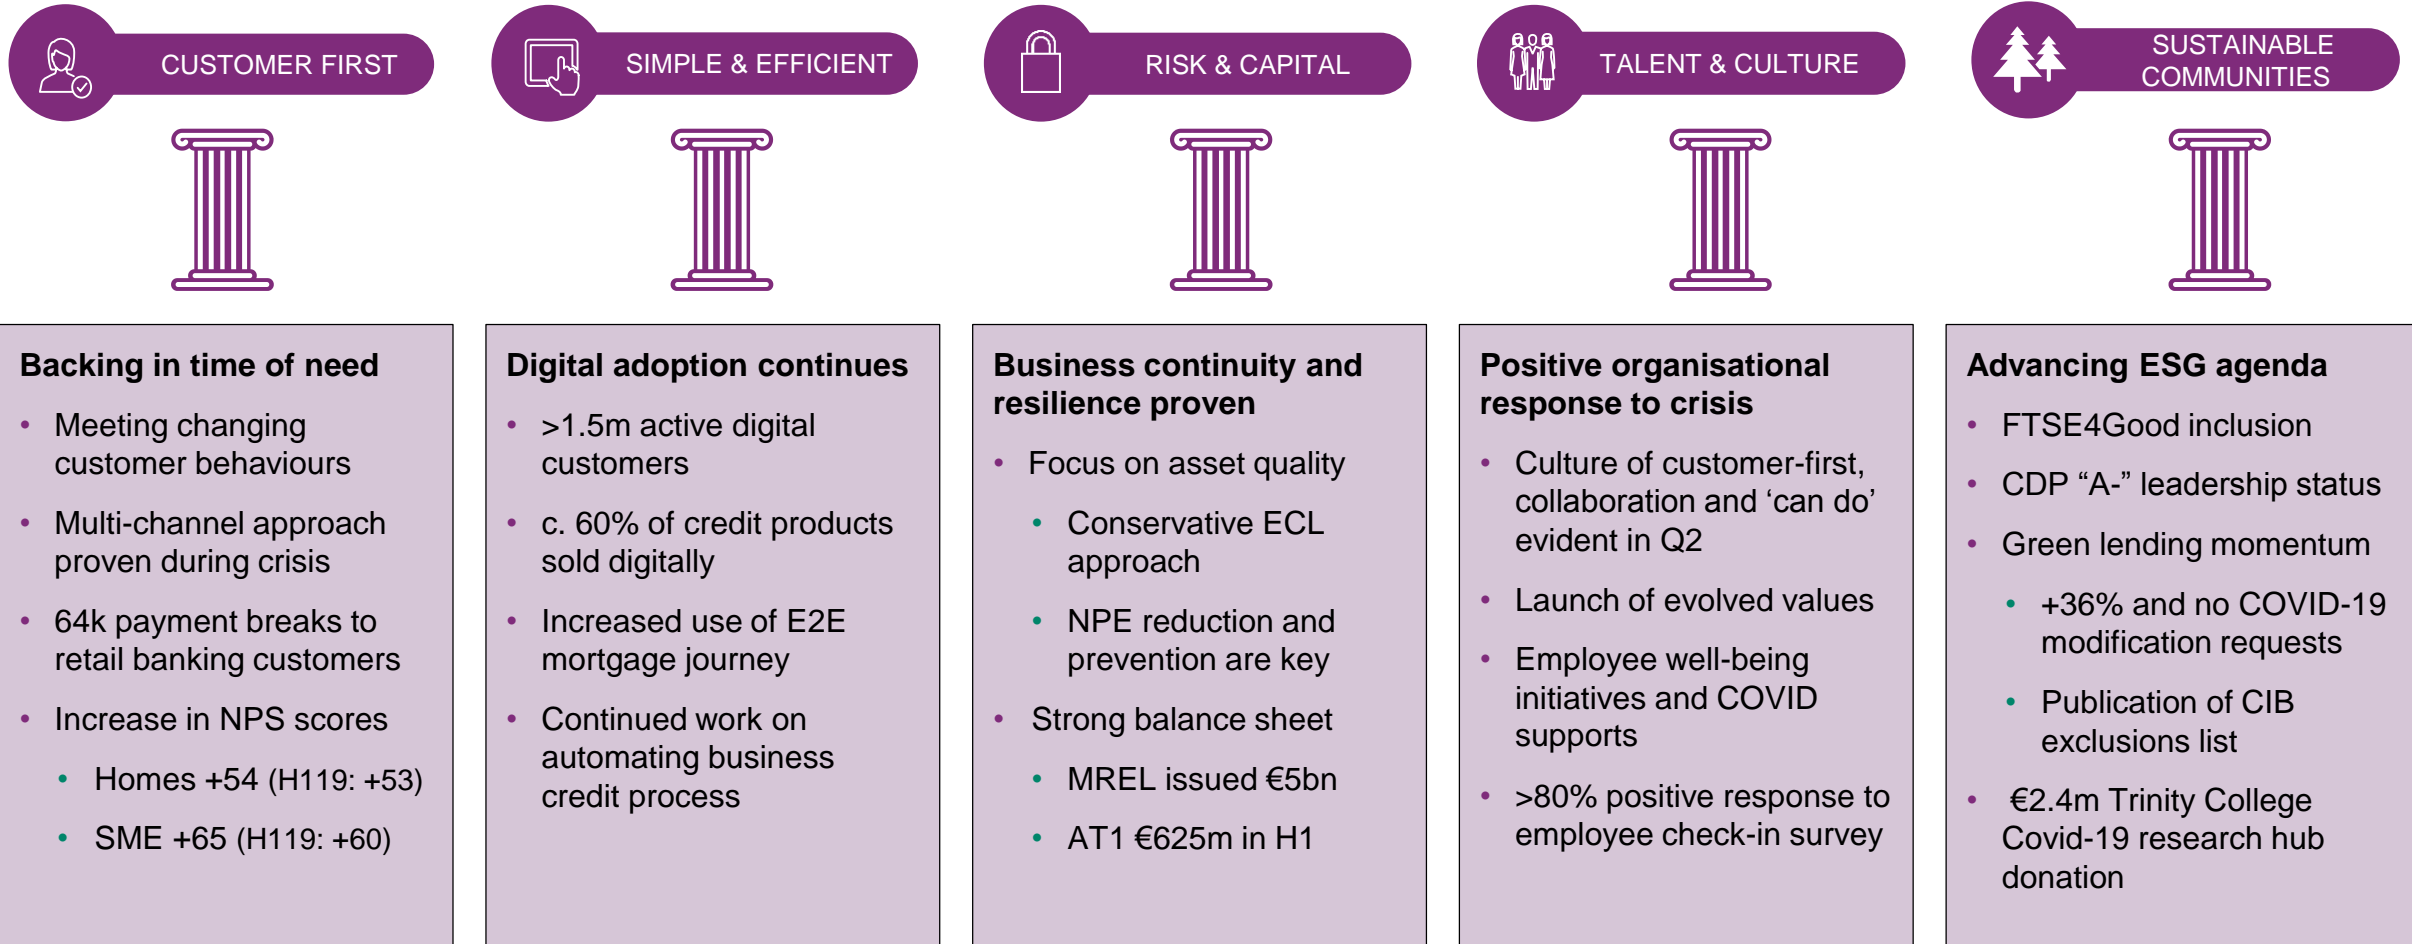 CUSTOMER FIRST
SIMPLE & EFFICIENT
RISK & CAPITAL
TALENT & CULTURE
SUSTAINABLE
COMMUNITIES
Backing in time of need
• Meeting changing
customer behaviours
• Multi-channel approach
proven during crisis
• 64k payment breaks to
retail banking customers
• Increase in NPS scores
• Homes +54 (H119: +53)
• SME +65 (H119: +60)
Digital adoption continues
• >1.5m active digital
customers
• c. 60% of credit products
sold digitally
• Increased use of E2E
mortgage journey
• Continued work on
automating business
credit process
Business continuity and
resilience proven
• Focus on asset quality
• Conservative ECL
approach
• NPE reduction and
prevention are key
• Strong balance sheet
• MREL issued €5bn
• AT1 €625m in H1
Positive organisational
response to crisis
• Culture of customer-first,
collaboration and ‘can do’
evident in Q2
• Launch of evolved values
• Employee well-being
initiatives and COVID
supports
• >80% positive response to
employee check-in survey
Advancing ESG agenda
• FTSE4Good inclusion
• CDP “A-” leadership status
• Green lending momentum
• +36% and no COVID-19
modification requests
• Publication of CIB
exclusions list
• €2.4m Trinity College
Covid-19 research hub
donation